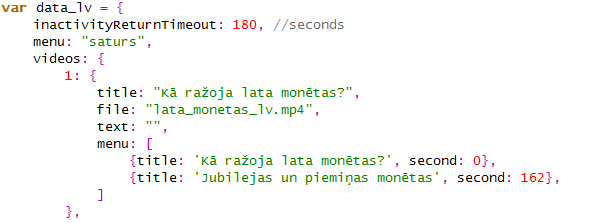 var data_lv = {
    inactivityReturnTimeout: 180, //seconds
    menu: "saturs",
    videos: {
        1: {
            title: "Kā ražoja lata monētas?",
            file: "lata_monetas_lv.mp4",
            text: "",
            menu: [
                {title: 'Kā ražoja lata monētas?', second: 0},
                {title: 'Jubilejas un piemiņas monētas', second: 162},
            ]
        },